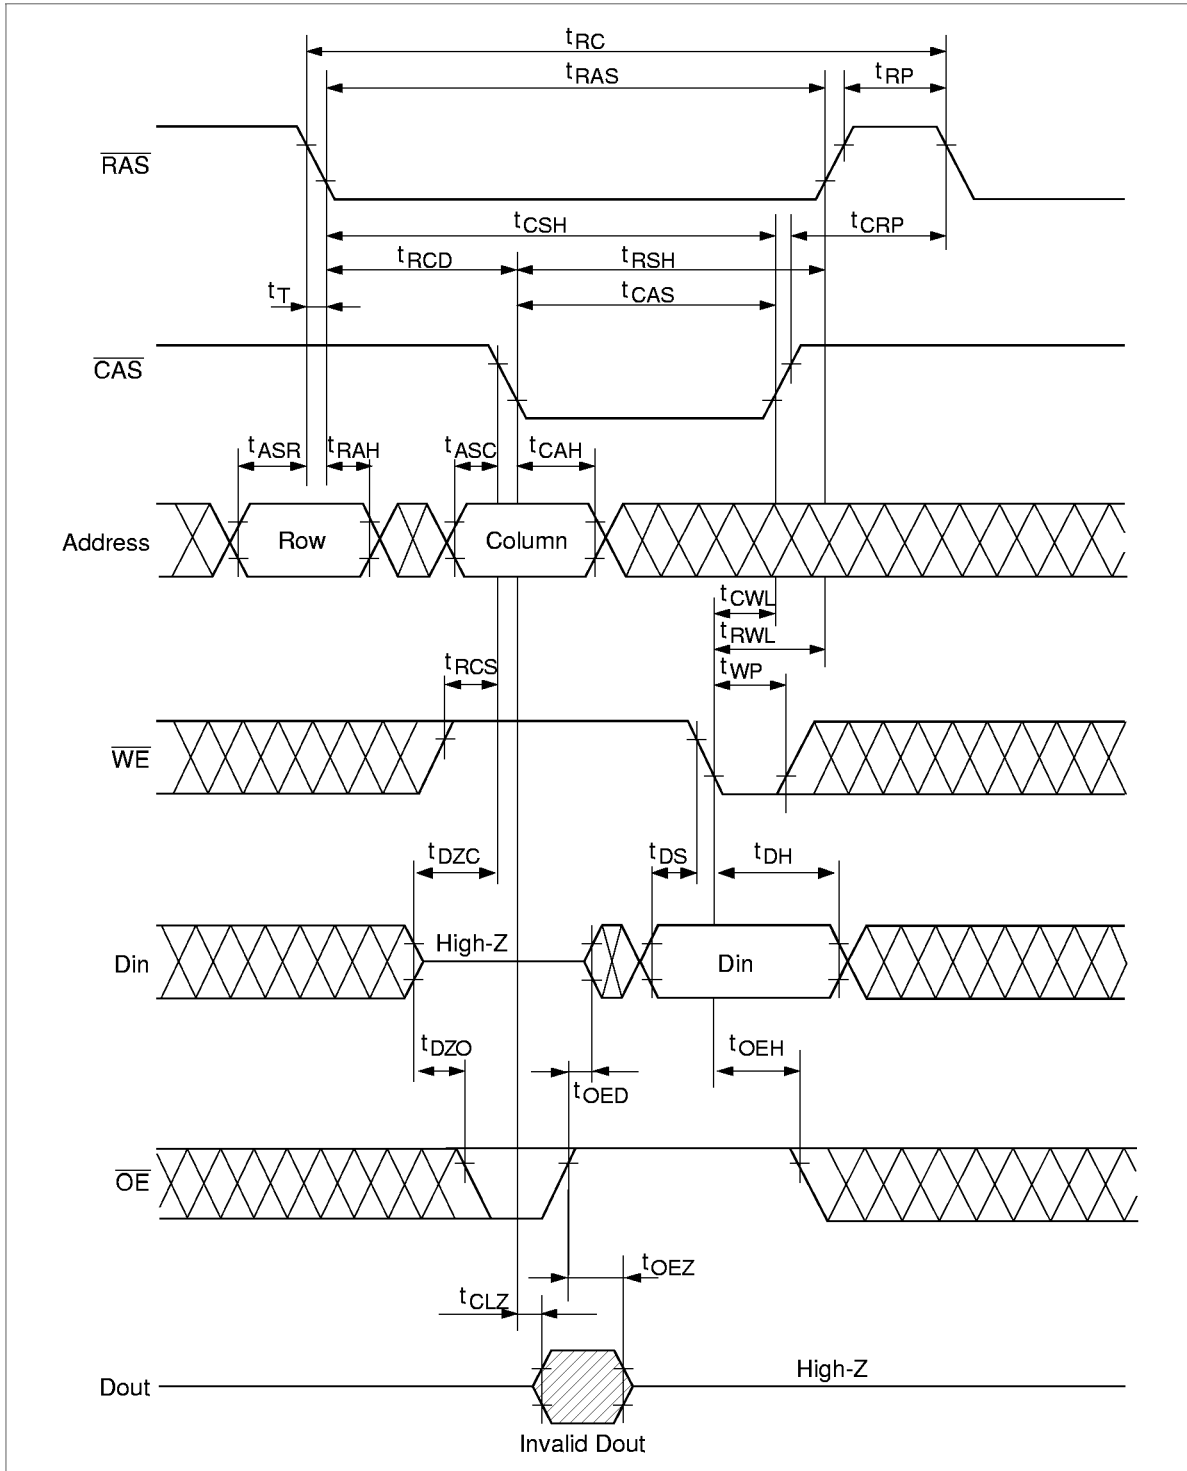 tRC
tRAS
tRP
RAS
tCSH
tCRP
tRCD
tRSH
tT
tCAS
CAS
tASR
tRAH
tASC
tCAH
Address
Row
Column
tCWL
tRWL
tRCS
tWP
WE
tDZC
tDS
tDH
High-Z
Din
Din
tDZO
tOEH
tOED
OE
tOEZ
tCLZ
High-Z
Dout
Invalid Dout